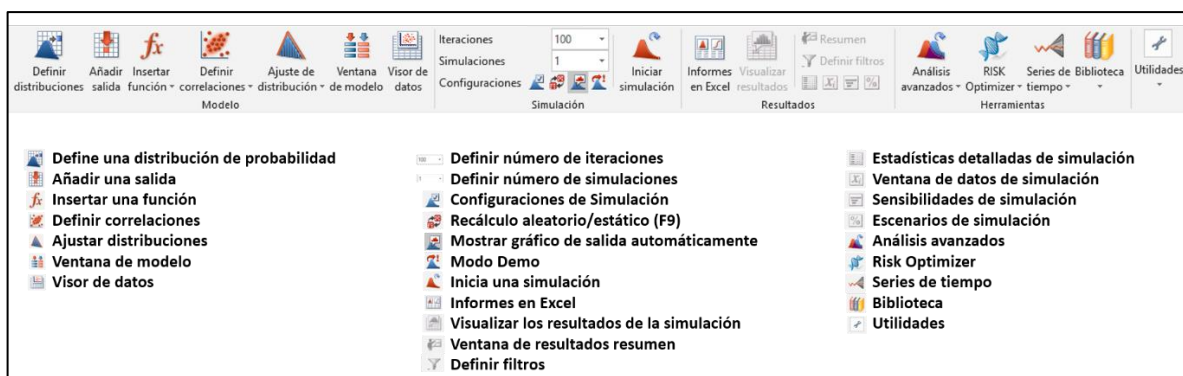 Iteraciones 100
Simulaciones 1
Configuraciones
Resumen
Definir filtros
Definir distribuciones
Añadir salida
Insertar función
Definir correlaciones
Ajuste de distribución
Ventana de modelo
Visor de datos
Iniciar simulación
Informes en Excel
Visualizar resultados
Análisis avanzados
RISK Optimizer
Series de tiempo
Biblioteca
Utilidades
Modelo
Simulación
Resultados
Herramientas
Define una distribución de probabilidad
Añadir una salida
Insertar una función
Definir correlaciones
Ajustar distribuciones
Ventana de modelo
Visor de datos
Definir número de iteraciones
Definir número de simulaciones
Configuraciones de Simulación
Recálculo aleatorio/estático (F9)
Mostrar gráfico de salida automáticamente
Modo Demo
Inicia una simulación
Informes en Excel
Visualizar los resultados de la simulación
Ventana de resultados resumen
Definir filtros
Estadísticas detalladas de simulación
Ventana de datos de simulación
Sensibilidades de simulación
Escenarios de simulación
Análisis avanzados
Risk Optimizer
Series de tiempo
Biblioteca
Utilidades